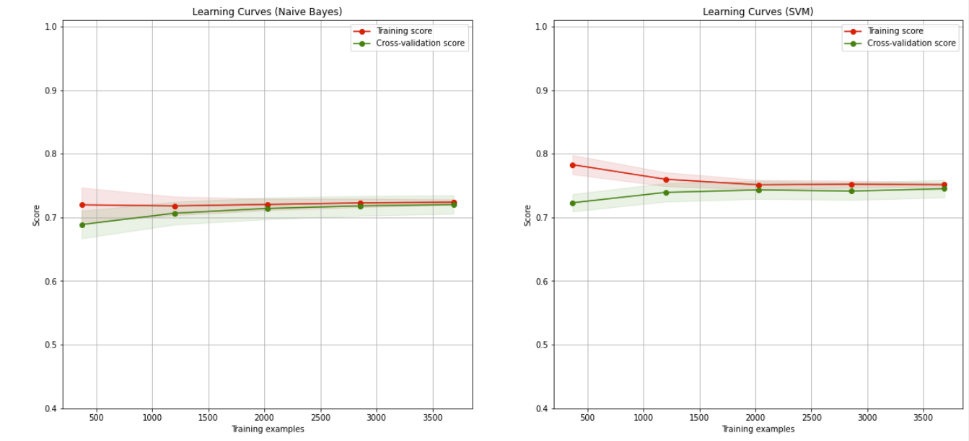 Learning Curves (Naive Bayes)
Training score
Cross-validation score
1.0
0.9
0.8
0.7
0.6
0.5
0.4
Score
500 1000 1500 2000 2500 3000 3500
Training examples
Learning Curves (SVM)
Training score
Cross-validation score
1.0
0.9
0.8
0.7
0.6
0.5
0.4
Score
500 1000 1500 2000 2500 3000 3500
Training examples